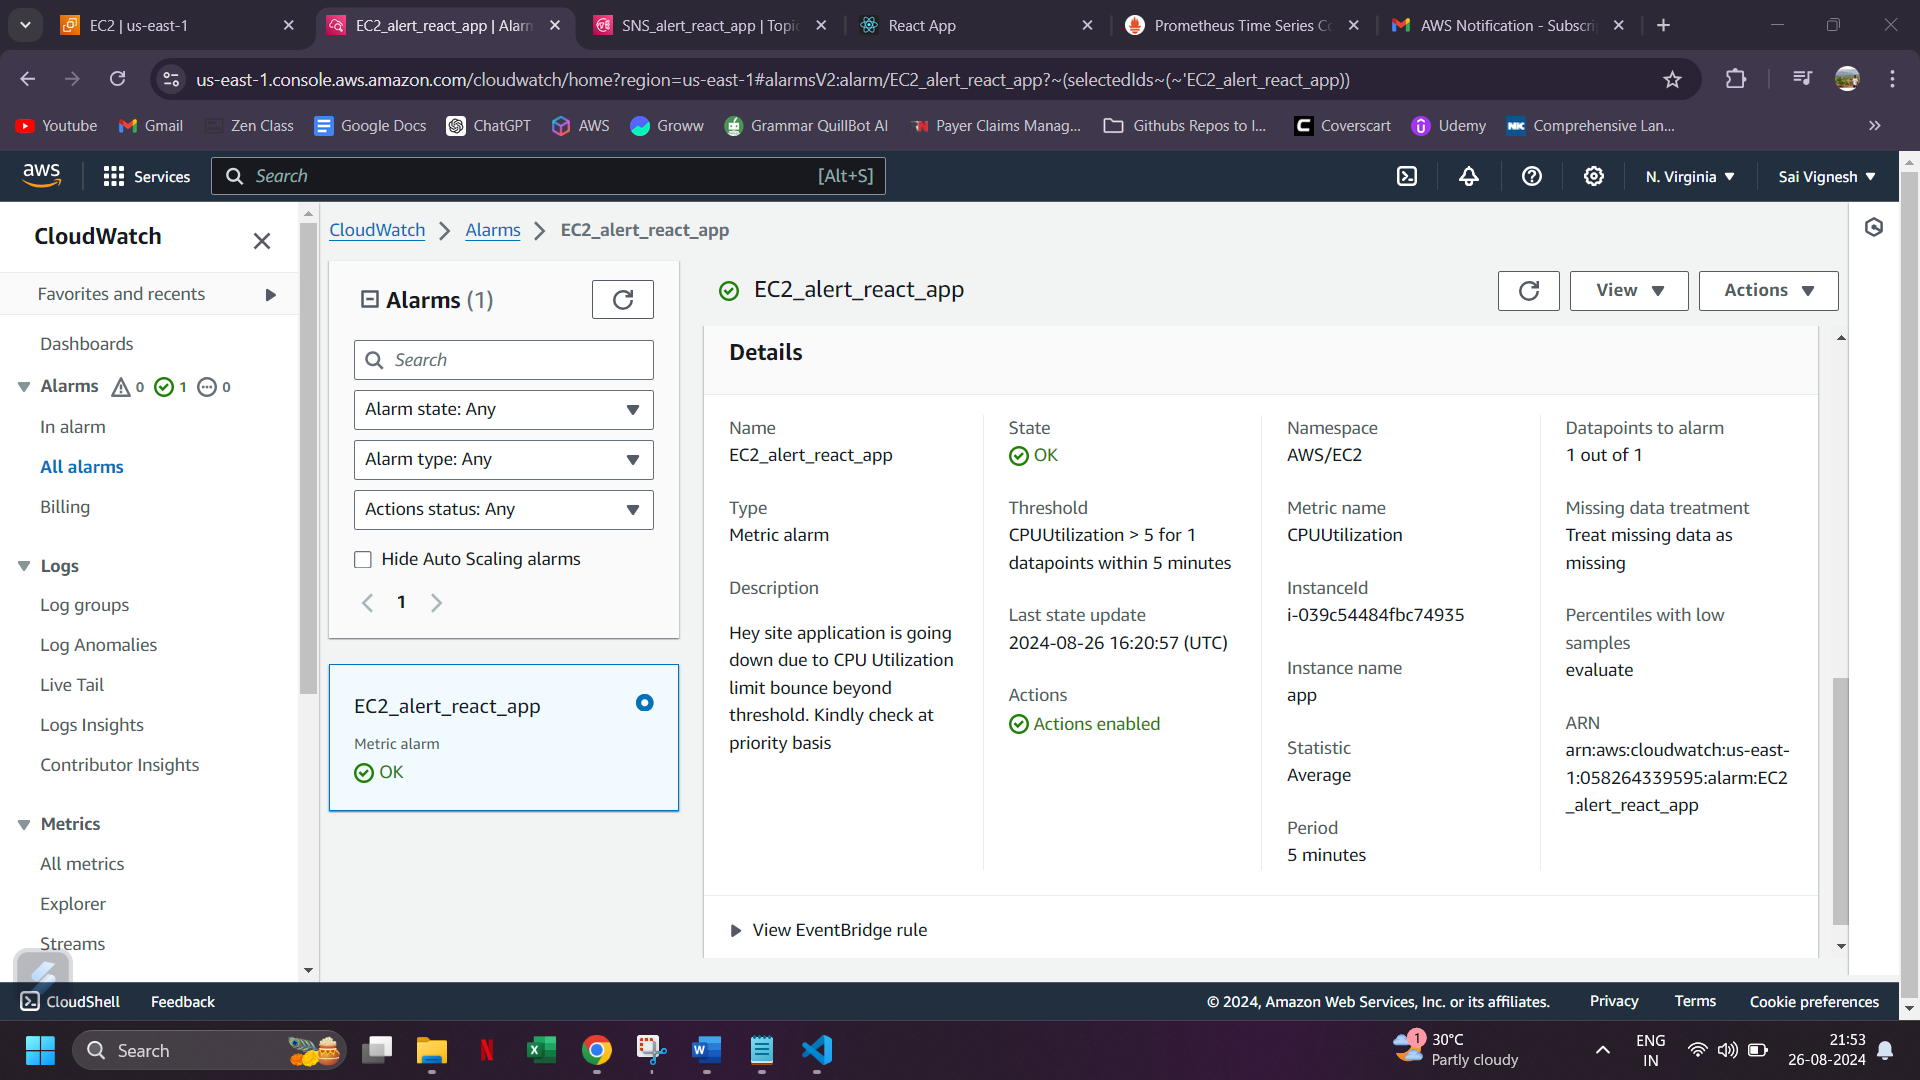 EC2 | us-east-1
EC2_alert_react_app | Alarm
SNS_alert_react_app | Topic
React App
Prometheus Time Series Co
AWS Notification - Subscri
us-east-1.console.aws.amazon.com/cloudwatch/home?region=us-east-1#alarmsV2:alarm/EC2_alert_react_app?~(selectedIds~(~'EC2_alert_react_app))
Youtube
Gmail
Zen Class
Google Docs
ChatGPT
AWS
Groww
Grammar QuillBot AI
Payer Claims Manag...
Githubs Repos to l...
Coverscart
Udemy
Comprehensive Lan...
aws
Services
Search
[Alt+S]
N. Virginia
Sai Vignesh
CloudWatch
Favorites and recents
Dashboards
Alarms 0 1 0
In alarm
All alarms
Billing
Logs
Log groups
Log Anomalies
Live Tail
Logs Insights
Contributor Insights
Metrics
All metrics
Explorer
Streams
CloudWatch
Alarms
EC2_alert_react_app
Alarms (1)
Search
Alarm state: Any
Alarm type: Any
Actions status: Any
Hide Auto Scaling alarms
1
EC2_alert_react_app
Metric alarm
OK
EC2_alert_react_app
View
Actions
Details
Name
EC2_alert_react_app
Type
Metric alarm
Description
Hey site application is going
down due to CPU Utilization
limit bounce beyond
threshold. Kindly check at
priority basis
State
OK
Threshold
CPUUtilization > 5 for 1
datapoints within 5 minutes
Last state update
2024-08-26 16:20:57 (UTC)
Actions
Actions enabled
Namespace
AWS/EC2
Metric name
CPUUtilization
InstanceId
i-039c54484fbc74935
Instance name
app
Statistic
Average
Period
5 minutes
Datapoints to alarm
1 out of 1
Missing data treatment
Treat missing data as
missing
Percentiles with low
samples
evaluate
ARN
arn:aws:cloudwatch:us-east-
1:058264339595:alarm:EC2
_alert_react_app
View EventBridge rule
CloudShell
Feedback
© 2024, Amazon Web Services, Inc. or its affiliates.
Privacy
Terms
Cookie preferences
Search
1
30°C
Partly cloudy
ENG
IN
21:53
26-08-2024